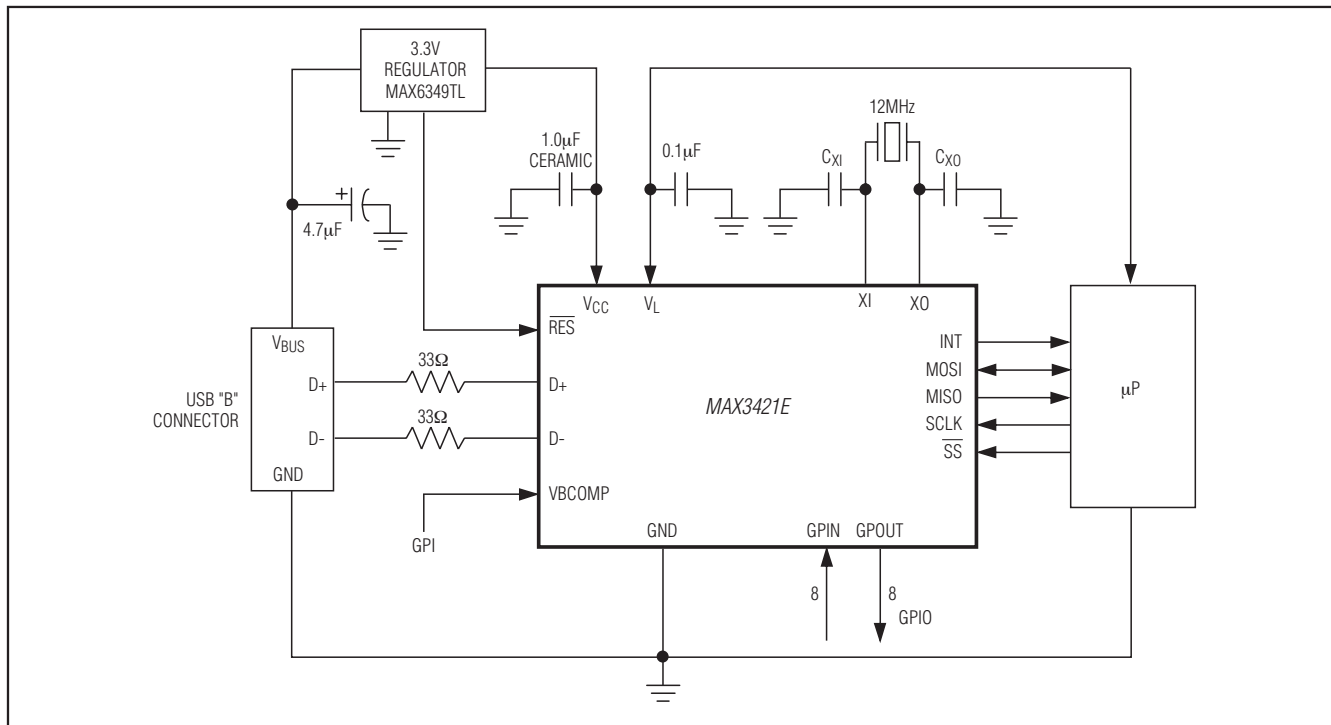 3.3V
REGULATOR
MAX6349TL
12MHz
1.0µF
CERAMIC
0.1µF
CXI
CXO
+
4.7µF
VCC
VL
XI
XO
RES
VBUS
INT
33Ω
D+
D+
MOSI
USB "B"
CONNECTOR
MAX3421E
MISO
µP
33Ω
SCLK
D-
D-
SS
GND
VBCOMP
GPI
GND
GPIN
GPOUT
8
8
GPIO